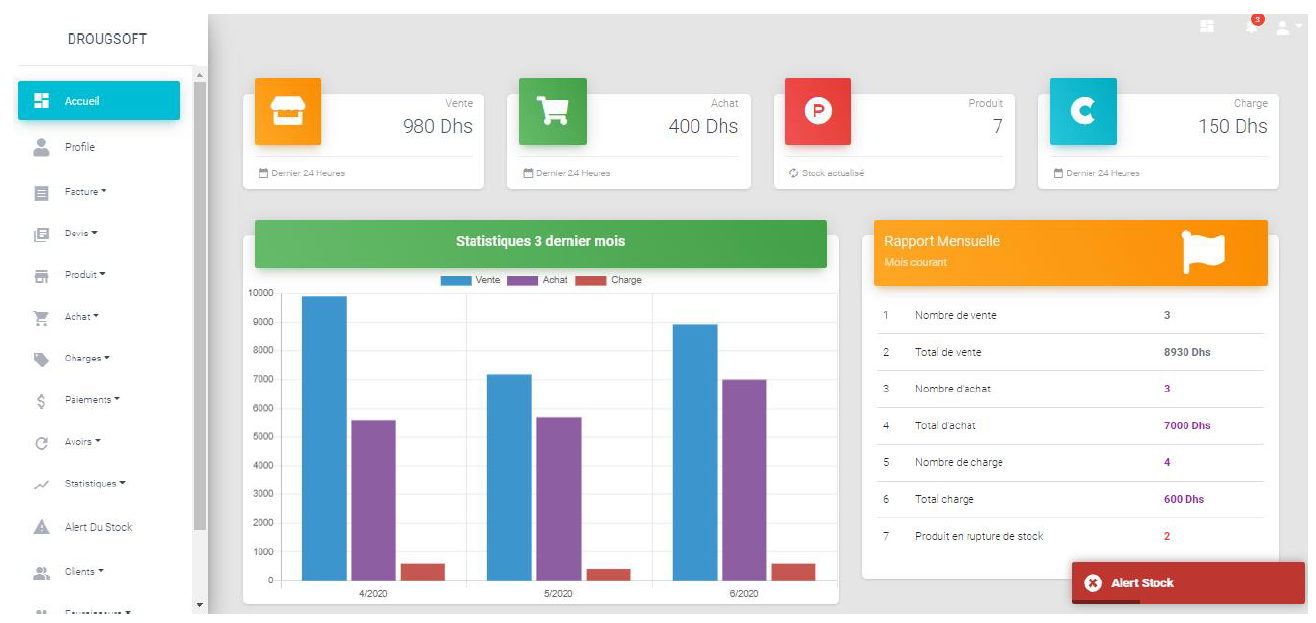 DROUGSOFT
Accueil
Profile
Facture
Devis
Produit
Achat
Charges
Paiements
Avoirs
Statistiques
Alert Du Stock
Clients
Fournisseurs
3
Vente
980 Dhs
Dernier 24 Heures
Achat
400 Dhs
Dernier 24 Heures
P
Produit
7
Stock actualisé
Charge
150 Dhs
Dernier 24 Heures
Statistiques 3 dernier mois
Vente Achat Charge
10000
9000
8000
7000
6000
5000
4000
3000
2000
1000
0
4/2020 5/2020 6/2020
Rapport Mensuelle
Mois courant
1 Nombre de vente 3
2 Total de vente 8930 Dhs
3 Nombre d'achat 3
4 Total d'achat 7000 Dhs
5 Nombre de charge 4
6 Total charge 600 Dhs
7 Produit en rupture de stock 2
Alert Stock